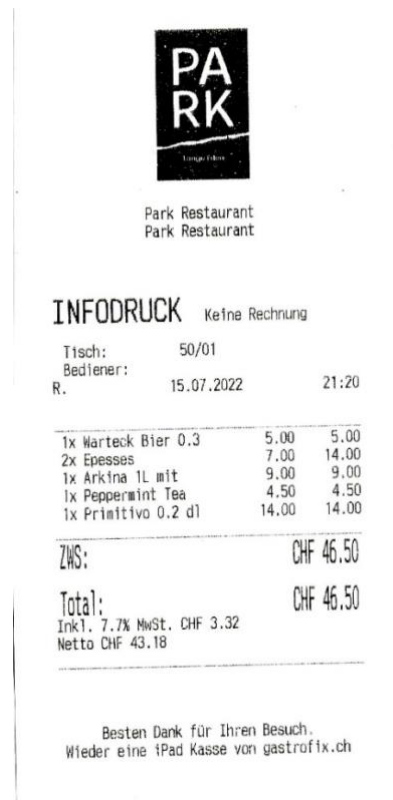 PA
RK
Park Restaurant
Park Restaurant
INFODRUCK Keine Rechnung
Tisch: 50/01
Bediener:
R. 15.07.2022 21:20
1x Warteck Bier 0.3 5.00 5.00
2x Epesses 7.00 14.00
1x Arkina 1L mit 9.00 9.00
1x Peppermint Tea 4.50 4.50
1x Primitivo 0.2 dl 14.00 14.00
ZWS: CHF 46.50
Total: CHF 46.50
Inkl. 7.7% MwSt. CHF 3.32
Netto CHF 43.18
Besten Dank für Ihren Besuch.
Wieder eine iPad Kasse von gastrofix.ch